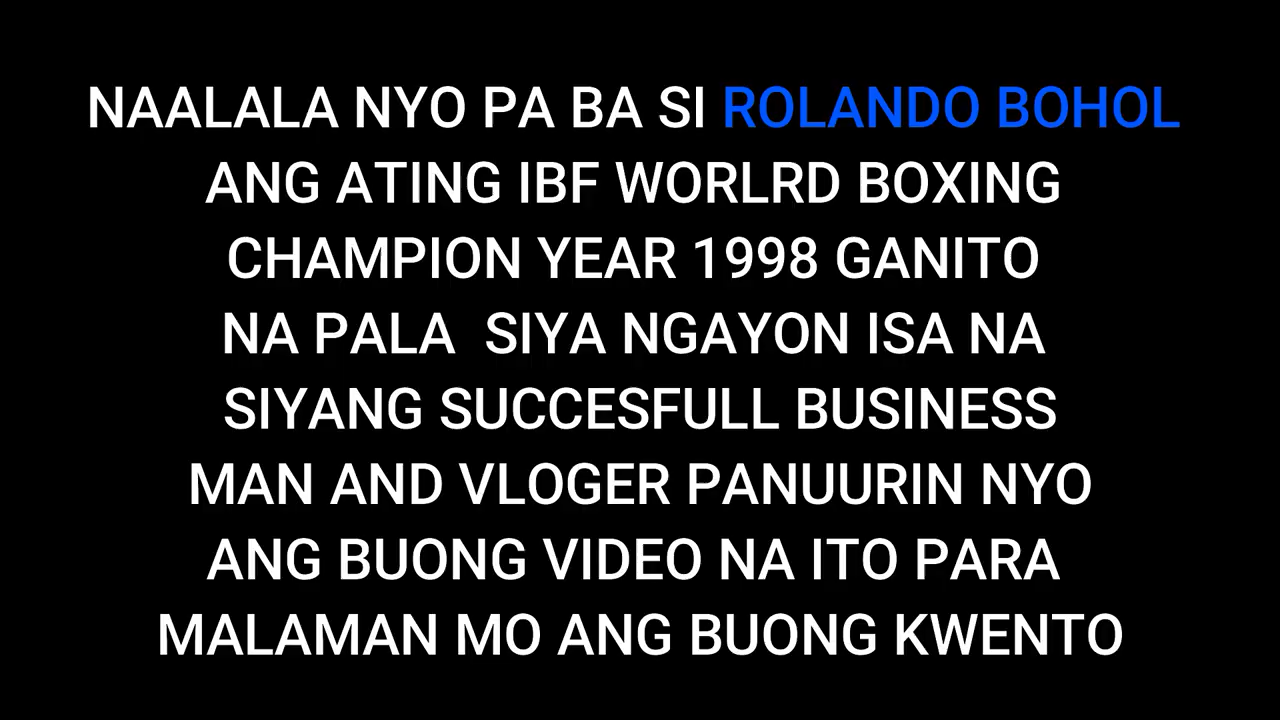 NAALALA NYO PA BA SI ROLANDO BOHOL
ANG ATING IBF WORLRD BOXING
CHAMPION YEAR 1998 GANITO
NA PALA  SIYA NGAYON ISA NA
SIYANG SUCCESFULL BUSINESS
MAN AND VLOGER PANUURIN NYO
ANG BUONG VIDEO NA ITO PARA
MALAMAN MO ANG BUONG KWENTO